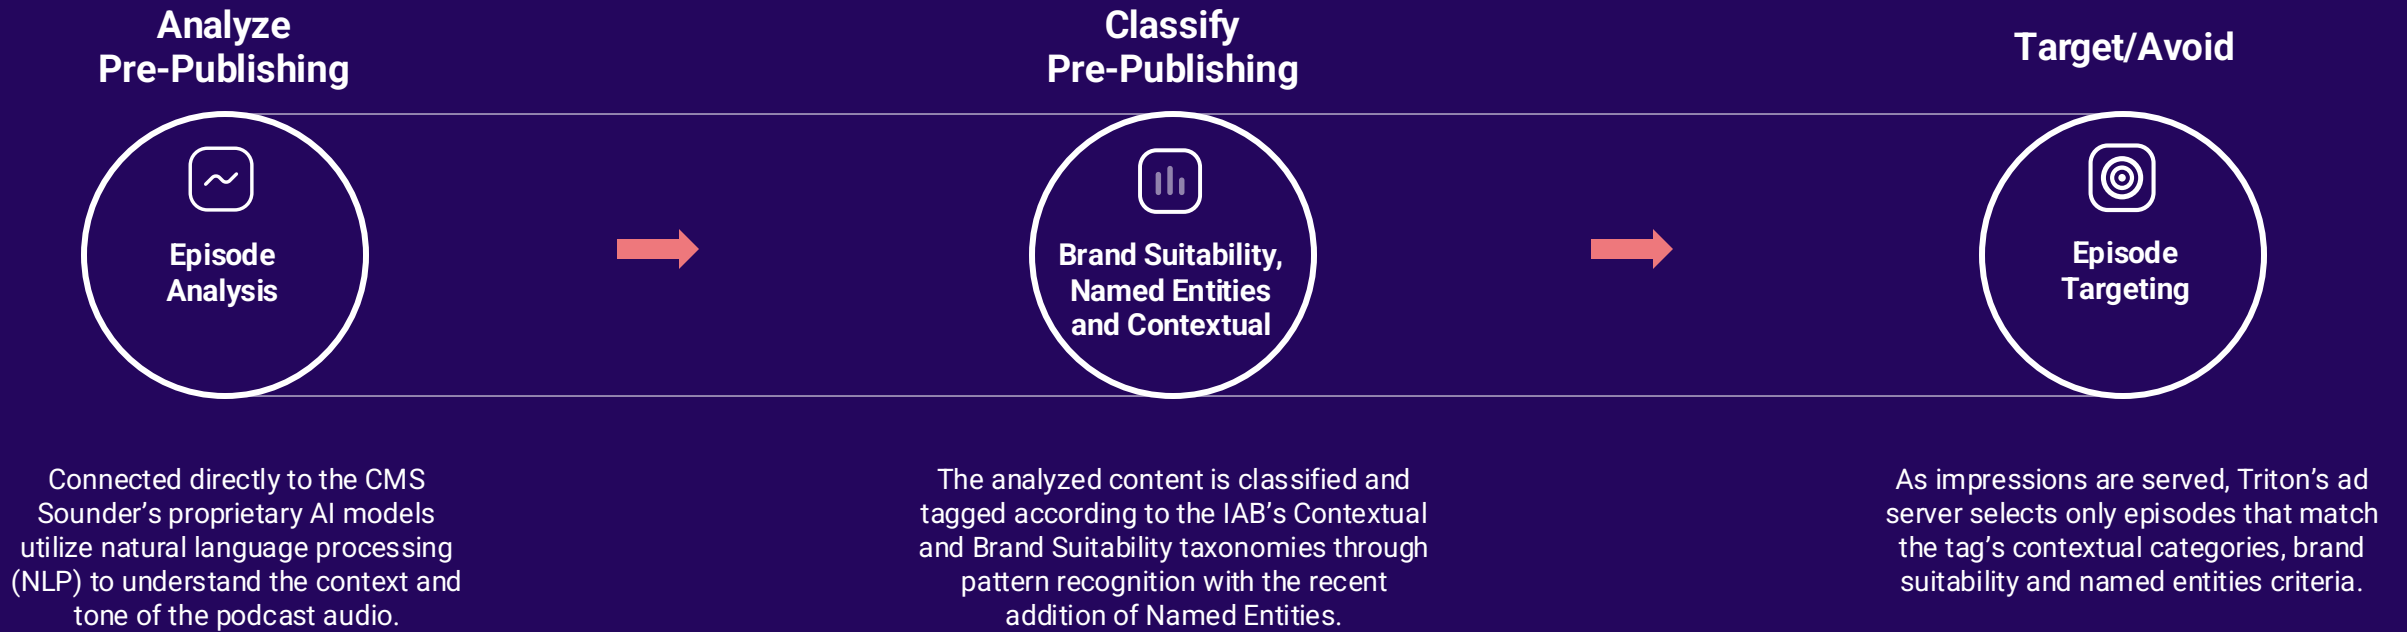 Analyze
Pre-Publishing
Episode
Analysis
Connected directly to the CMS
Sounder’s proprietary AI models
utilize natural language processing
(NLP) to understand the context and
tone of the podcast audio.
Classify
Pre-Publishing
Brand Suitability,
Named Entities
and Contextual
The analyzed content is classified and
tagged according to the IAB’s Contextual
and Brand Suitability taxonomies through
pattern recognition with the recent
addition of Named Entities.
Target/Avoid
Episode
Targeting
As impressions are served, Triton’s ad
server selects only episodes that match
the tag’s contextual categories, brand
suitability and named entities criteria.